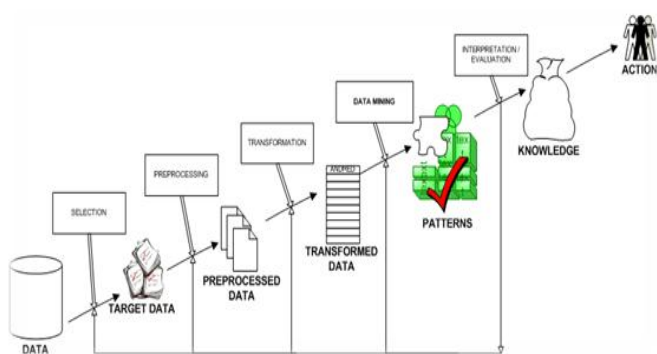 INTERPRETATION /
EVALUATION
ACTION
DATA MINING
KNOWLEDGE
TRANSFORMATION
PATTERNS
PREPROCESSING
TRANSFORMED
DATA
SELECTION
PREPROCESSED
DATA
TARGET DATA
DATA